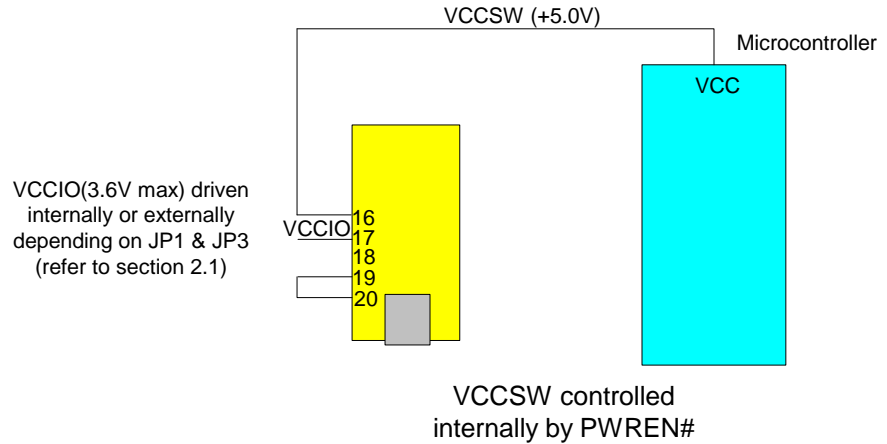 VCCSW (+5.0V)
Microcontroller
VCC
VCCIO(3.6V max) driven
internally or externally
depending on JP1 & JP3
(refer to section 2.1)
VCCIO
16
17
18
19
20
VCCSW controlled
internally by PWREN#